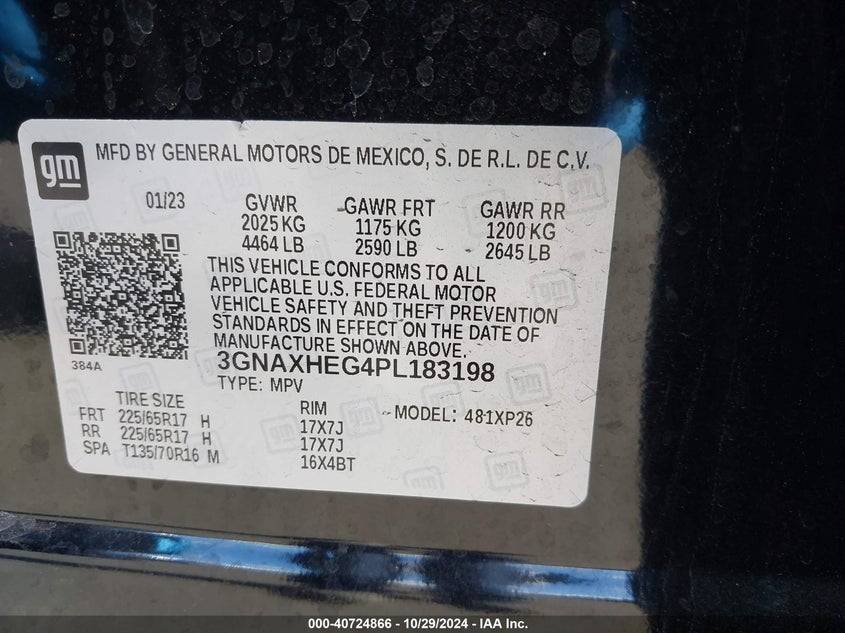 gm
MFD BY GENERAL MOTORS DE MEXICO, S. DE R.L. DE C.V.
01/23
GVWR
2025 KG
4464 LB
GAWR FRT
1175 KG
2590 LB
GAWR RR
1200 KG
2645 LB
THIS VEHICLE CONFORMS TO ALL
APPLICABLE U.S. FEDERAL MOTOR
VEHICLE SAFETY AND THEFT PREVENTION
STANDARDS IN EFFECT ON THE DATE OF
MANUFACTURE SHOWN ABOVE.
384A
3GNAXHEG4PL183198
TYPE: MPV
TIRE SIZE
FRT 225/65R17 H
RR 225/65R17 H
SPA T135/70R16 M
RIM
17X7J
17X7J
16X4BT
MODEL: 481XP26
000-40724866 - 10/29/2024 - IAA Inc.